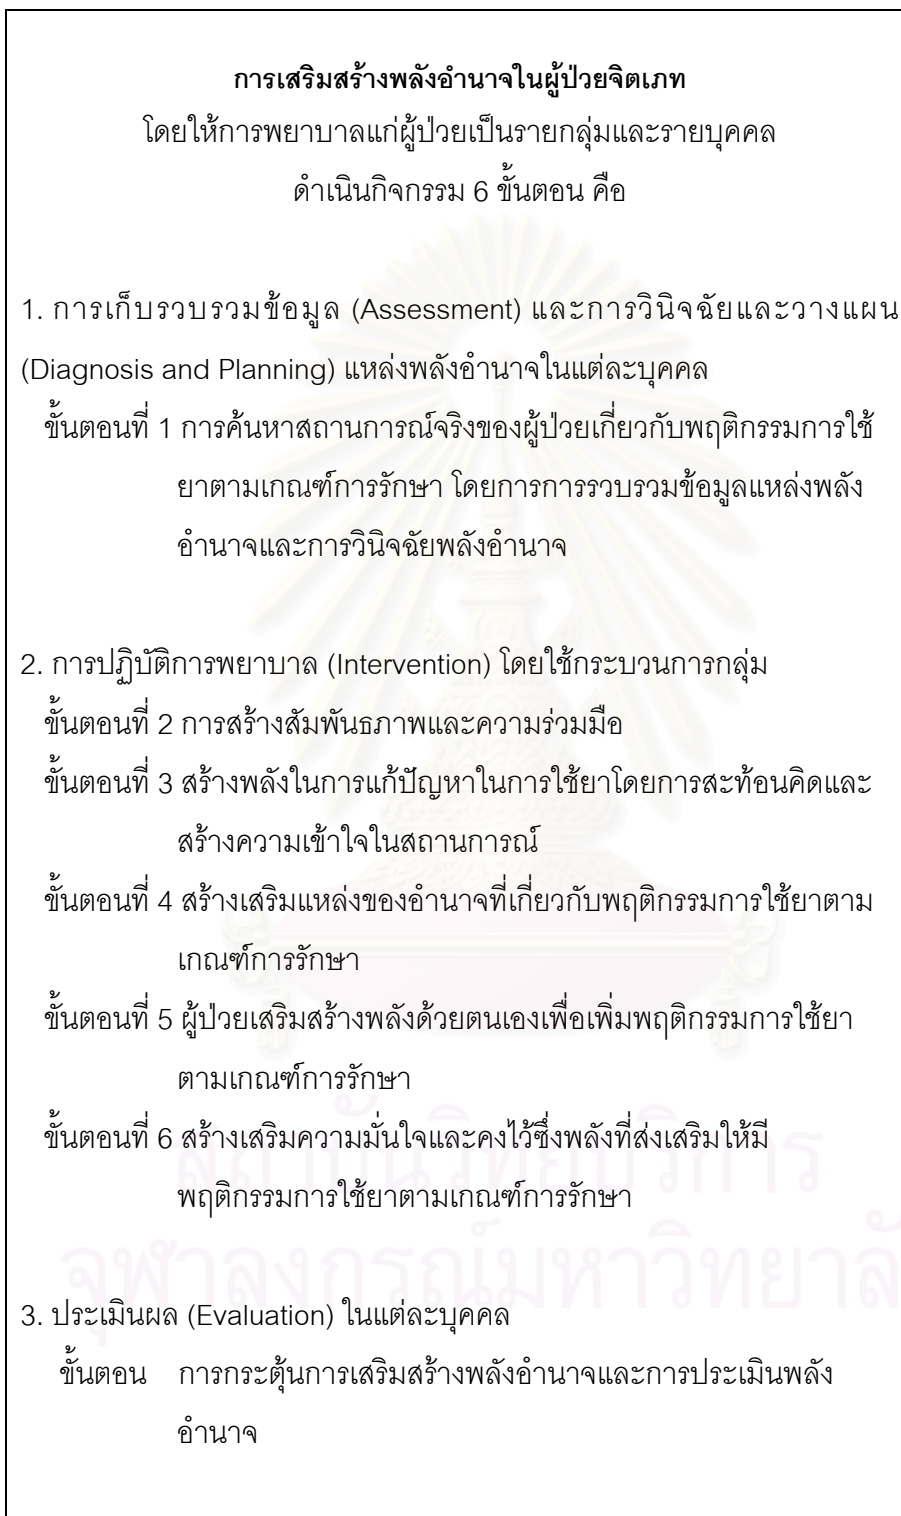 การเสริมสร้างพลังอำนาจในผู้ป่วยจิตเภท
โดยให้การพยาบาลแก่ผู้ป่วยเป็นรายกลุ่มและรายบุคคล
ดำเนินกิจกรรม 6 ขั้นตอน คือ
1. การเก็บรวบรวมข้อมูล (Assessment) และการวินิจฉัยและวางแผน
(Diagnosis and Planning) แหล่งพลังอำนาจในแต่ละบุคคล
ขั้นตอนที่ 1 การค้นหาสถานการณ์จริงของผู้ป่วยเกี่ยวกับพฤติกรรมการใช้
ยาตามเกณฑ์การรักษา โดยการการรวบรวมข้อมูลแหล่งพลัง
อำนาจและการวินิจฉัยพลังอำนาจ
2. การปฏิบัติการพยาบาล (Intervention) โดยใช้กระบวนการกลุ่ม
ขั้นตอนที่ 2 การสร้างสัมพันธภาพและความร่วมมือ
ขั้นตอนที่ 3 สร้างพลังในการแก้ปัญหาในการใช้ยาโดยการสะท้อนคิดและ
สร้างความเข้าใจในสถานการณ์
ขั้นตอนที่ 4 สร้างเสริมแหล่งของอำนาจที่เกี่ยวกับพฤติกรรมการใช้ยาตาม
เกณฑ์การรักษา
ขั้นตอนที่ 5 ผู้ป่วยเสริมสร้างพลังด้วยตนเองเพื่อเพิ่มพฤติกรรมการใช้ยา
ตามเกณฑ์การรักษา
ขั้นตอนที่ 6 สร้างเสริมความมั่นใจและคงไว้ซึ่งพลังที่ส่งเสริมให้มี
พฤติกรรมการใช้ยาตามเกณฑ์การรักษา
สถาบันวิทยบริการ
จุฬาลงกรณ์มหาวิทยาลั
3. ประเมินผล (Evaluation) ในแต่ละบุคคล
ขั้นตอน การกระตุ้นการเสริมสร้างพลังอำนาจและการประเมินพลัง
อำนาจ